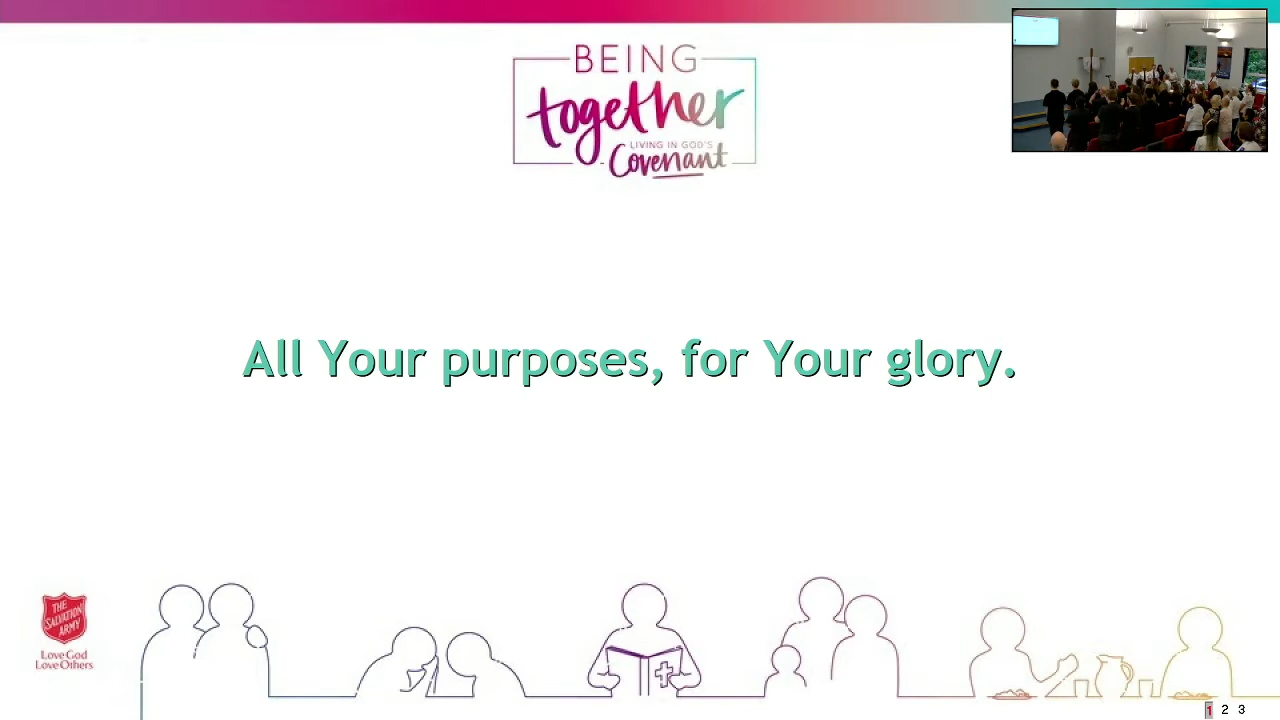 BEING
together
LIVING IN GOD'S
Covenant
All Your purposes, for Your glory.
THE
SALVATION
ARMY
Love God
Love Others
1 2 3